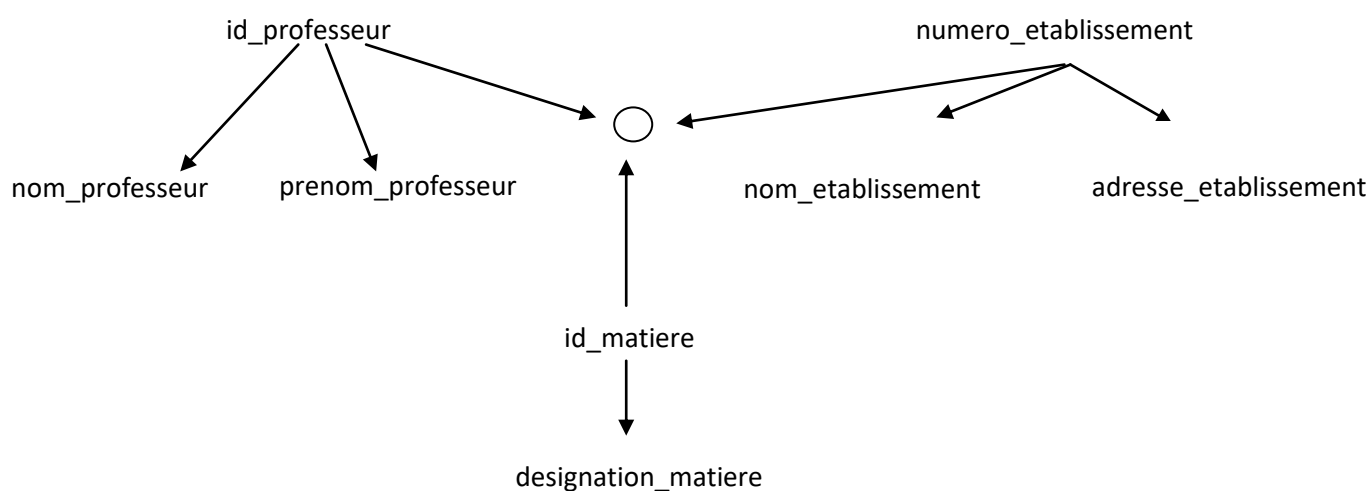 id_professeur
numero_etablissement
nom_professeur
prenom_professeur
nom_etablissement
adresse_etablissement
id_matiere
designation_matiere